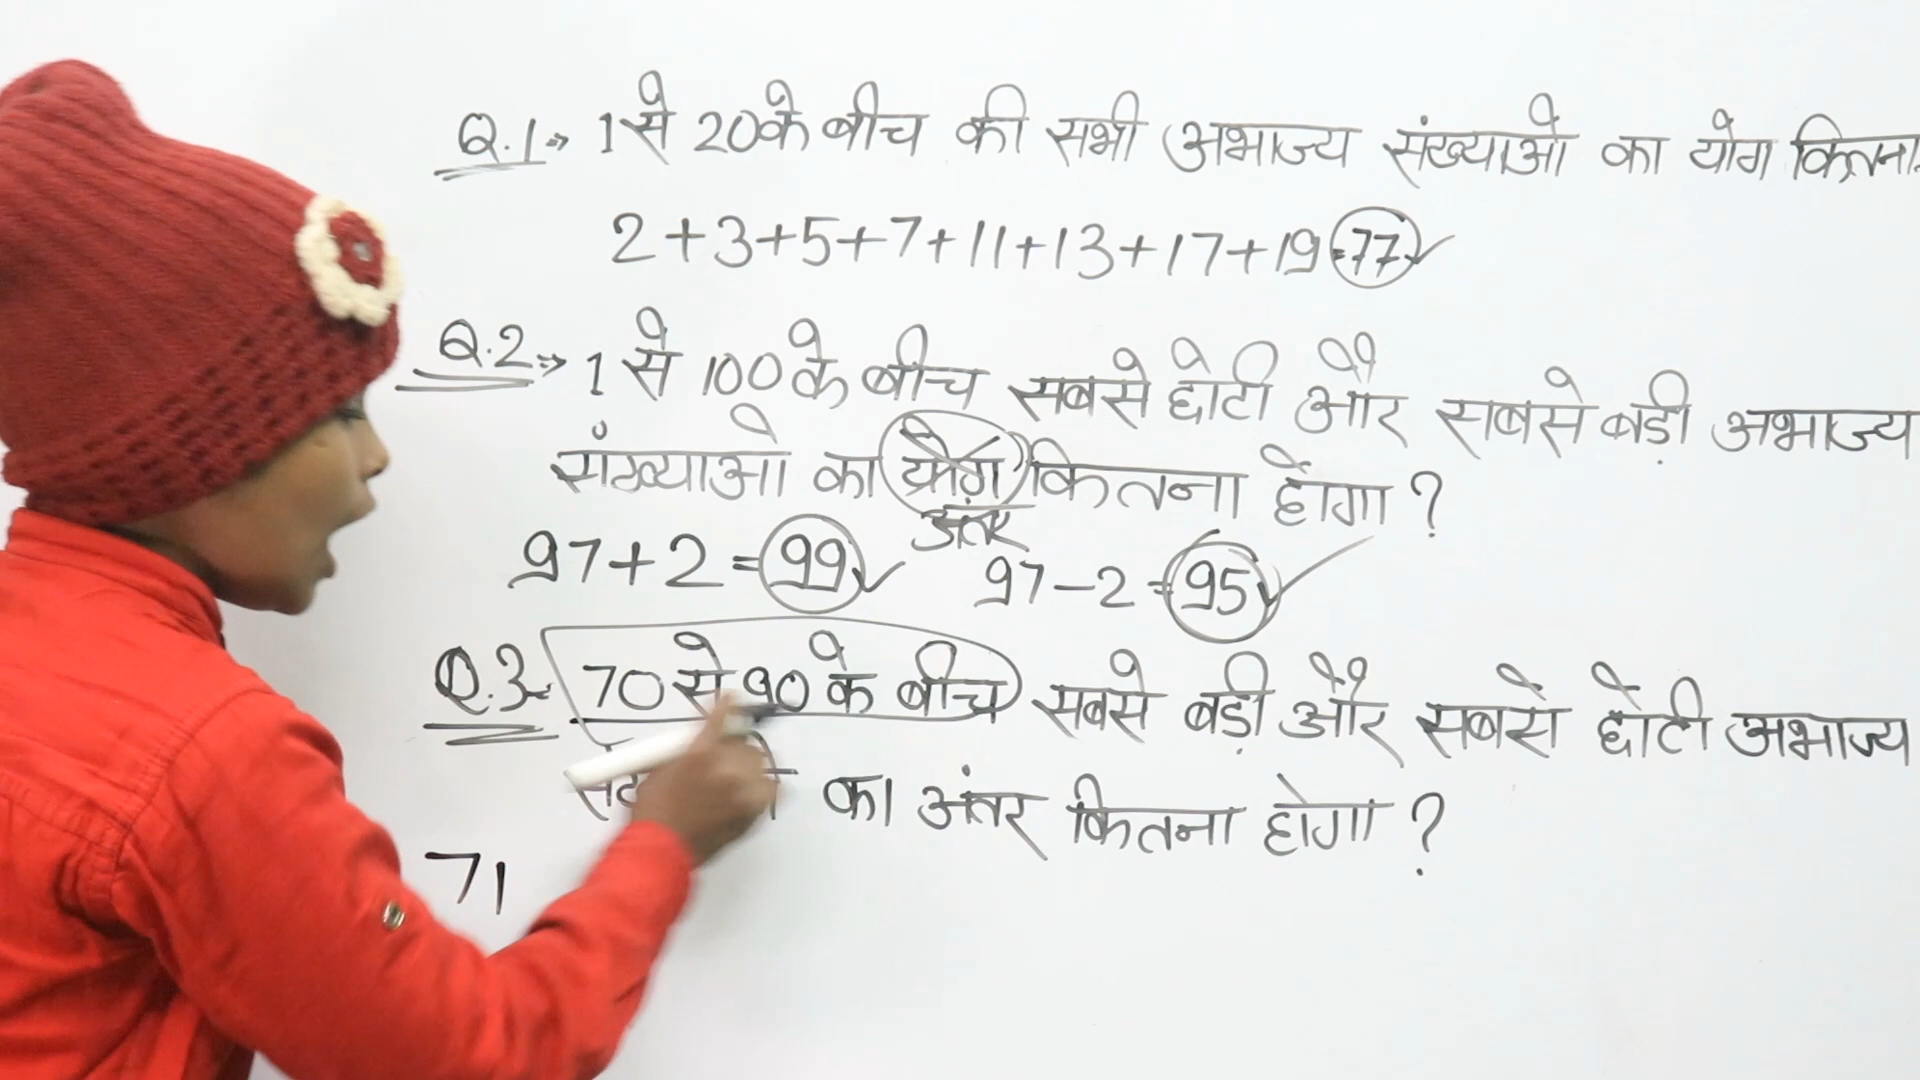 Q.1⇒ 1 से 20 के बीच की सभी अभाज्य संख्याओ का योग कितना
2+3+5+7+11+13+17+19=77
Q.2⇒ 1 से 100 के बीच सबसे छोटी और सबसे बड़ी अभाज्य
संख्याओ का योग कितना होगा ?
अंतर
97+2=99 97-2=95
Q.3 70 से 90 के बीच सबसे बड़ी और सबसे छोटी अभाज्य
का अंतर कितना होगा ?
71